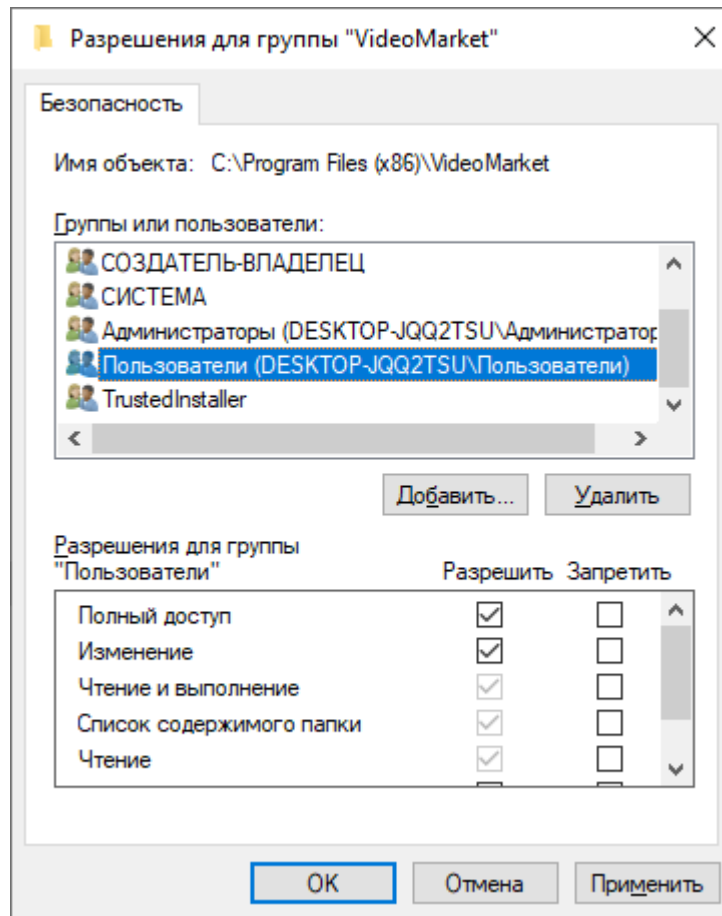 Разрешения для группы "VideoMarket"
Безопасность
Имя объекта: C:\Program Files (x86)\VideoMarket
Группы или пользователи:
СОЗДАТЕЛЬ-ВЛАДЕЛЕЦ
СИСТЕМА
Администраторы (DESKTOP-JQQ2TSU\Администратор
Пользователи (DESKTOP-JQQ2TSU\Пользователи)
TrustedInstaller
Добавить... Удалить
Разрешения для группы
"Пользователи" Разрешить Запретить
Полный доступ
Изменение
Чтение и выполнение
Список содержимого папки
Чтение
OK Отмена Применить